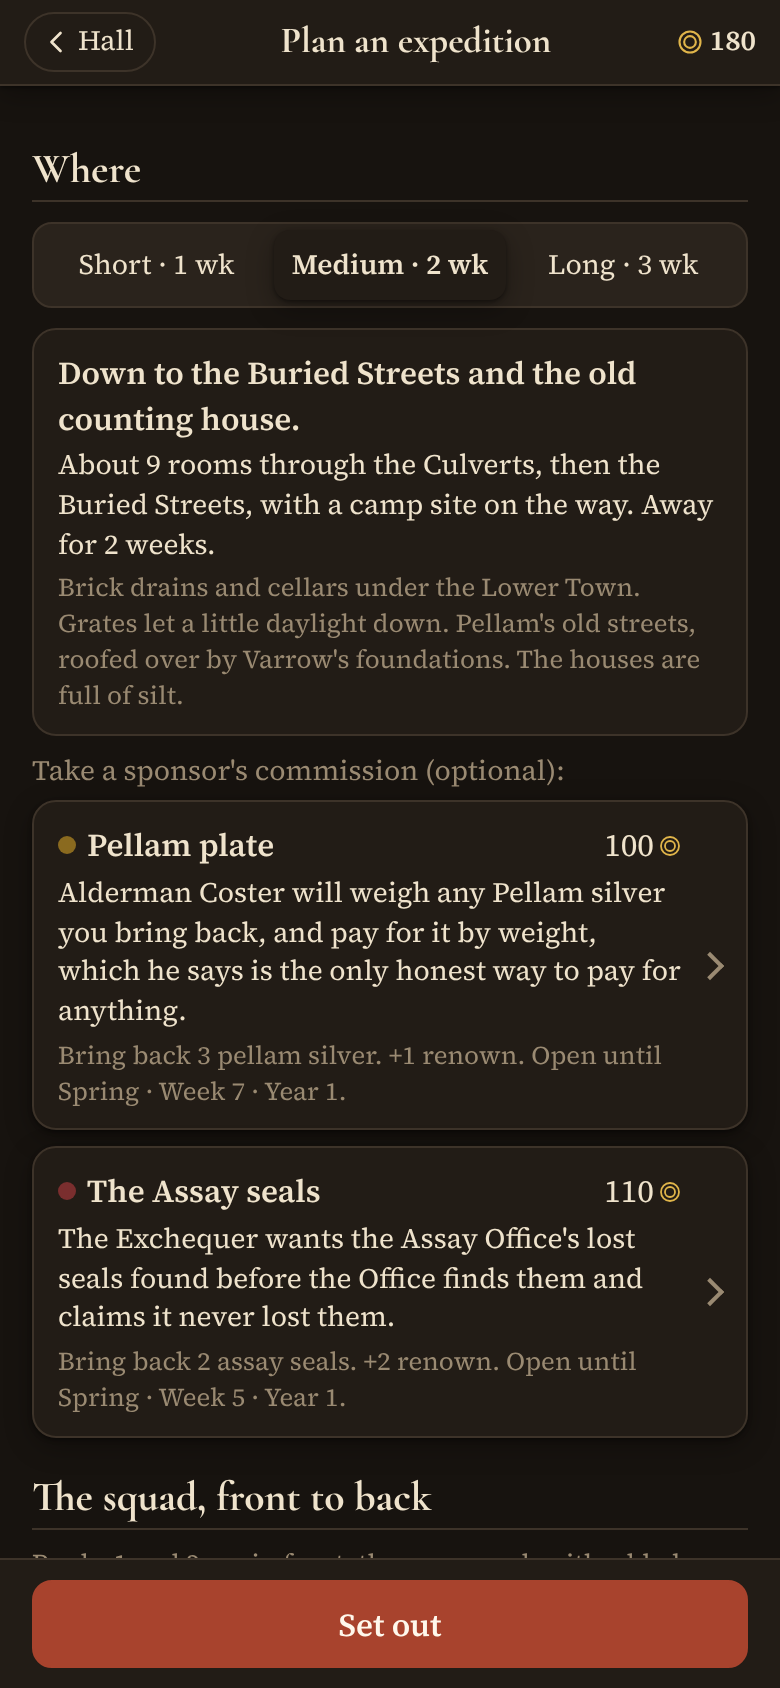 Hall
Plan an expedition
180
Where
Short · 1 wk
Medium · 2 wk
Long · 3 wk
Down to the Buried Streets and the old
counting house.
About 9 rooms through the Culverts, then the
Buried Streets, with a camp site on the way. Away
for 2 weeks.
Brick drains and cellars under the Lower Town.
Grates let a little daylight down. Pellam's old streets,
roofed over by Varrow's foundations. The houses are
full of silt.
Take a sponsor's commission (optional):
Pellam plate
100
Alderman Coster will weigh any Pellam silver
you bring back, and pay for it by weight,
which he says is the only honest way to pay for
anything.
Bring back 3 pellam silver. +1 renown. Open until
Spring · Week 7 · Year 1.
The Assay seals
110
The Exchequer wants the Assay Office's lost
seals found before the Office finds them and
claims it never lost them.
Bring back 2 assay seals. +2 renown. Open until
Spring · Week 5 · Year 1.
The squad, front to back
Set out